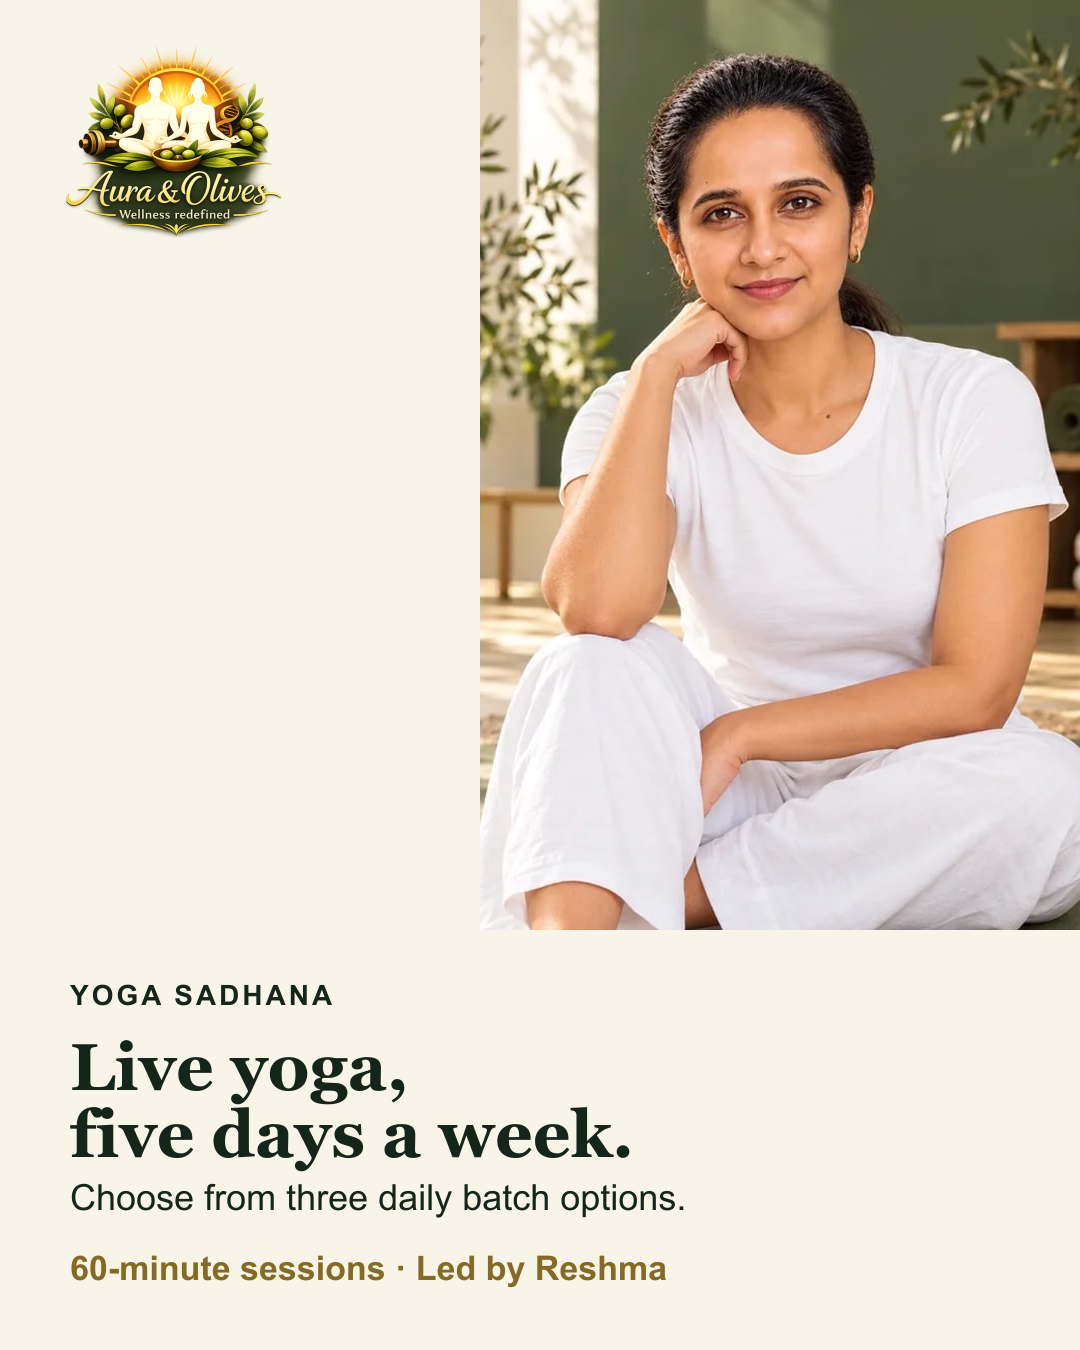 Aura & Olives
Wellness redefined
YOGA SADHANA
Live yoga,
five days a week.
Choose from three daily batch options.
60-minute sessions · Led by Reshma